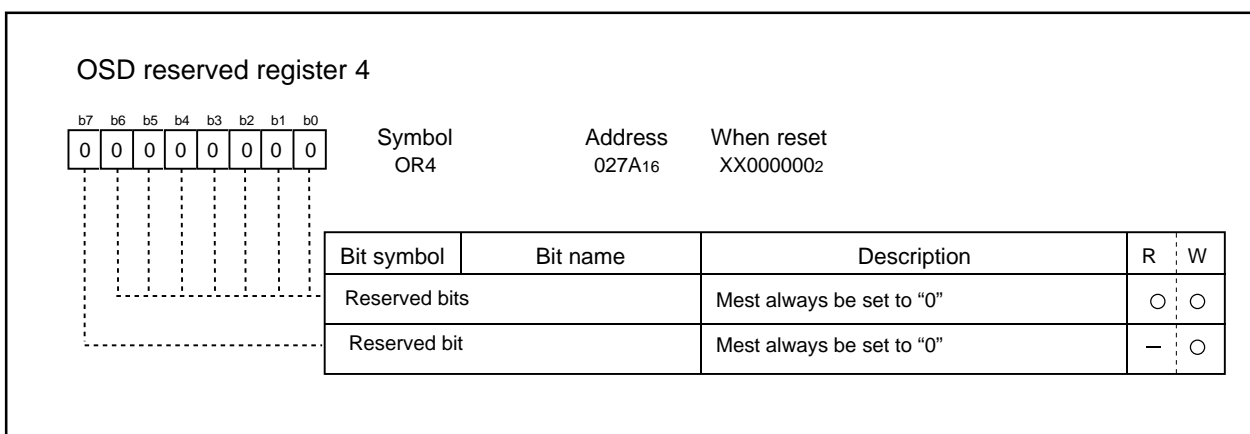 OSD reserved register 4
b7 b6 b5 b4 b3 b2 b1 b0
0 0 0 0 0 0 0 0
Symbol Address When reset
OR4 027A16 XX0000002
Bit symbol Bit name Description R W
Reserved bits Mest always be set to “0” ○ ○
Reserved bit Mest always be set to “0” – ○